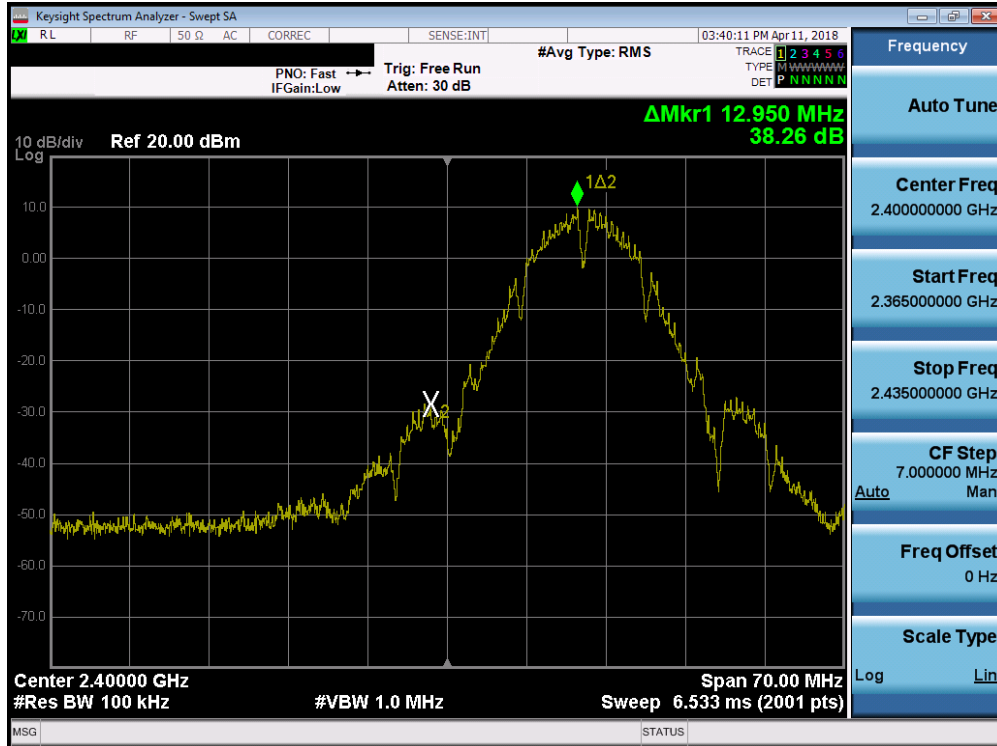 Keysight Spectrum Analyzer - Swept SA
LXI RL RF 50 Ω AC CORREC SENSE:INT 03:40:11 PM Apr 11, 2018
#Avg Type: RMS TRACE 1 2 3 4 5 6
PNO: Fast Trig: Free Run TYPE M W W W W W
IFGain:Low Atten: 30 dB DET P N N N N N
ΔMkr1 12.950 MHz
38.26 dB
10 dB/div Ref 20.00 dBm
Log
1Δ2
10.0
0.00
-10.0
-20.0
-30.0
X2
-40.0
-50.0
-60.0
-70.0
Center 2.40000 GHz Span 70.00 MHz
#Res BW 100 kHz #VBW 1.0 MHz Sweep 6.533 ms (2001 pts)
MSG STATUS
Frequency
Auto Tune
Center Freq
2.400000000 GHz
Start Freq
2.365000000 GHz
Stop Freq
2.435000000 GHz
CF Step
7.000000 MHz
Auto Man
Freq Offset
0 Hz
Scale Type
Log Lin